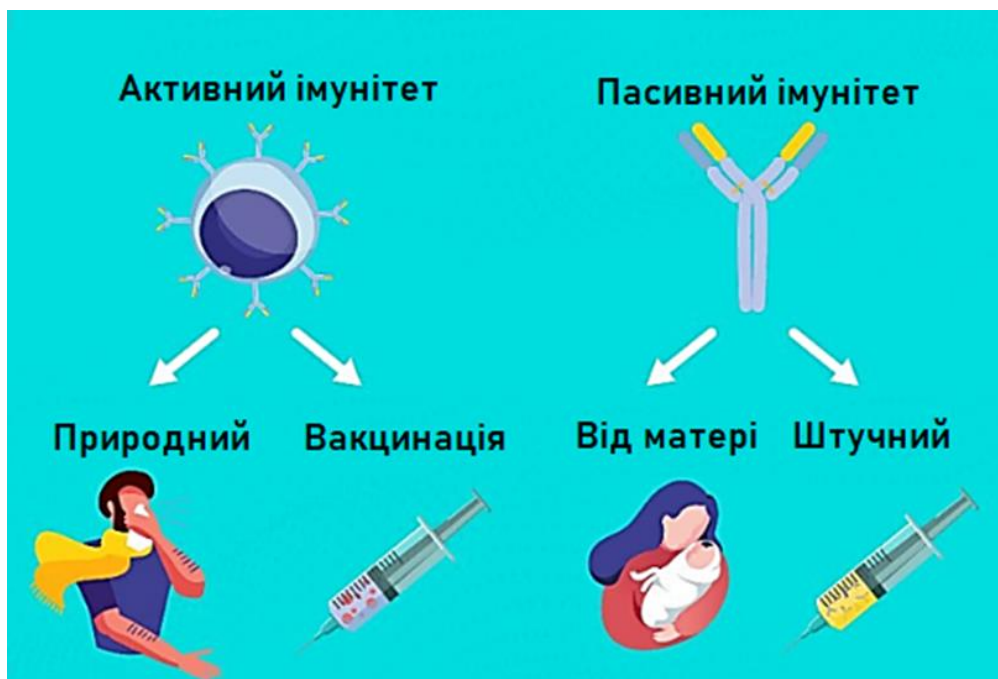 Активний імунітет
Пасивний імунітет
Природний
Вакцинація
Від матері
Штучний